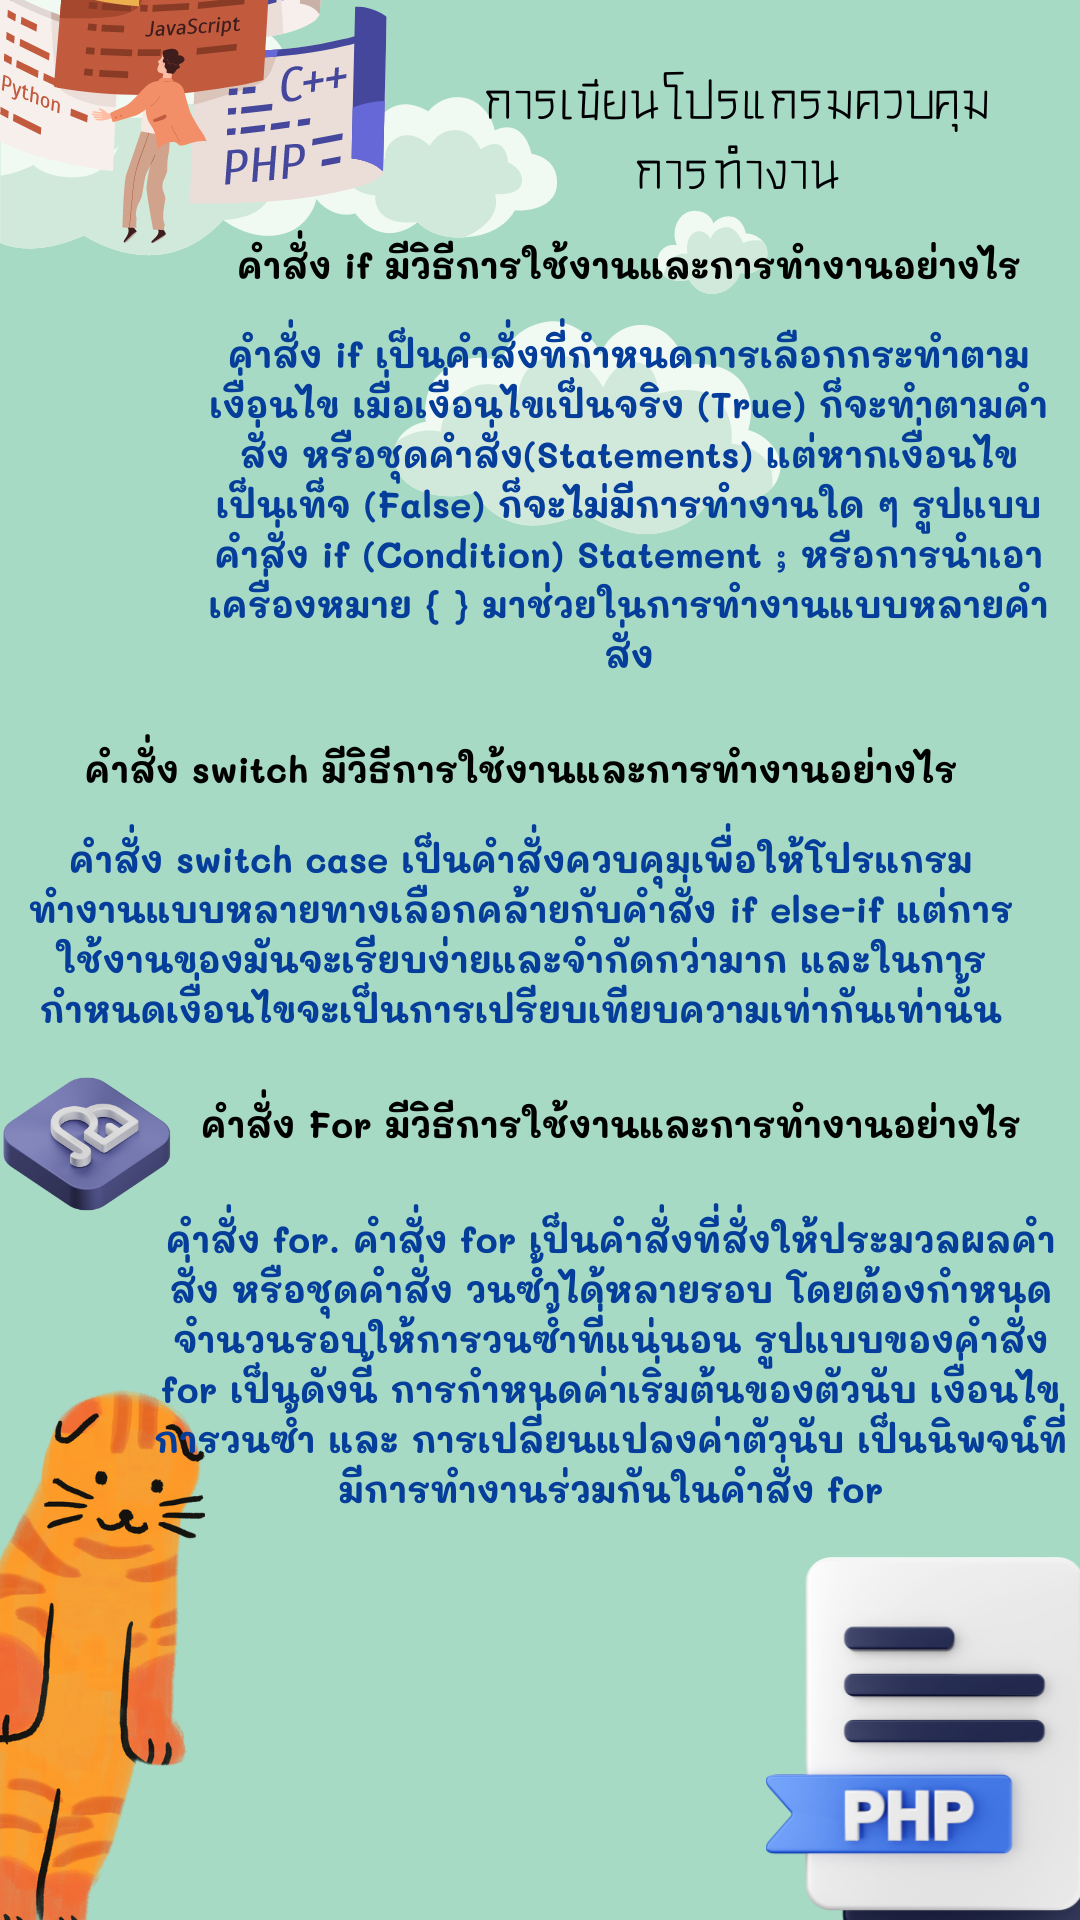 JavaScript
Python
C++
PHP
การเขียนโปรแกรมควบคุม
การทำงาน
คำสั่ง if มีวิธีการใช้งานและการทำงานอย่างไร
คำสั่ง if เป็นคำสั่งที่กำหนดการเลือกกระทำตาม
เงื่อนไข เมื่อเงื่อนไขเป็นจริง (True) ก็จะทำตามคำ
สั่ง หรือชุดคำสั่ง(Statements) แต่หากเงื่อนไข
เป็นเท็จ (False) ก็จะไม่มีการทำงานใด ๆ รูปแบบ
คำสั่ง if (Condition) Statement ; หรือการนำเอา
เครื่องหมาย { } มาช่วยในการทำงานแบบหลายคำ
สั่ง
คำสั่ง switch มีวิธีการใช้งานและการทำงานอย่างไร
คำสั่ง switch case เป็นคำสั่งควบคุมเพื่อให้โปรแกรม
ทำงานแบบหลายทางเลือกคล้ายกับคำสั่ง if else-if แต่การ
ใช้งานของมันจะเรียบง่ายและจำกัดกว่ามาก และในการ
กำหนดเงื่อนไขจะเป็นการเปรียบเทียบความเท่ากันเท่านั้น
คำสั่ง For มีวิธีการใช้งานและการทำงานอย่างไร
คำสั่ง for. คำสั่ง for เป็นคำสั่งที่สั่งให้ประมวลผลคำ
สั่ง หรือชุดคำสั่ง วนซ้ำได้หลายรอบ โดยต้องกำหนด
จำนวนรอบให้การวนซ้ำที่แน่นอน รูปแบบของคำสั่ง
for เป็นดังนี้ การกำหนดค่าเริ่มต้นของตัวนับ เงื่อนไข
การวนซ้ำ และ การเปลี่ยนแปลงค่าตัวนับ เป็นนิพจน์ที่
มีการทำงานร่วมกันในคำสั่ง for
PHP